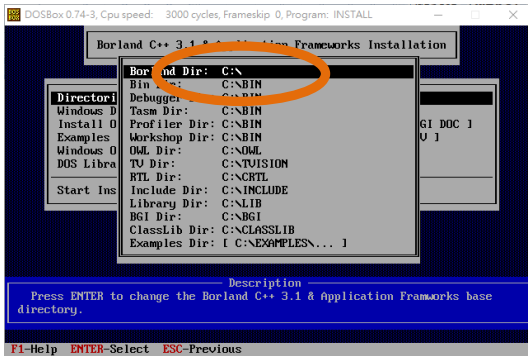 DOSBox 0.74-3, Cpu speed: 3000 cycles, Frameskip 0, Program: INSTALL
Borland C++ 3.1 & Application Frameworks Installation
Borland Dir: C:\
Bin Dir: C:\BIN
Directori Debugger Dir: C:\BIN
Windows D Tasm Dir: C:\BIN
Install O Profiler Dir: C:\BIN GI DOC ]
Examples Workshop Dir: C:\BIN V ]
Windows O OWL Dir: C:\OWL
DOS Libra TV Dir: C:\TVISION
RTL Dir: C:\CRTL
Start Ins Include Dir: C:\INCLUDE
Library Dir: C:\LIB
BGI Dir: C:\BGI
ClassLib Dir: C:\CLASSLIB
Examples Dir: [ C:\EXAMPLES\... ]
Description
Press ENTER to change the Borland C++ 3.1 & Application Framworks base
directory.
F1-Help ENTER-Select ESC-Previous